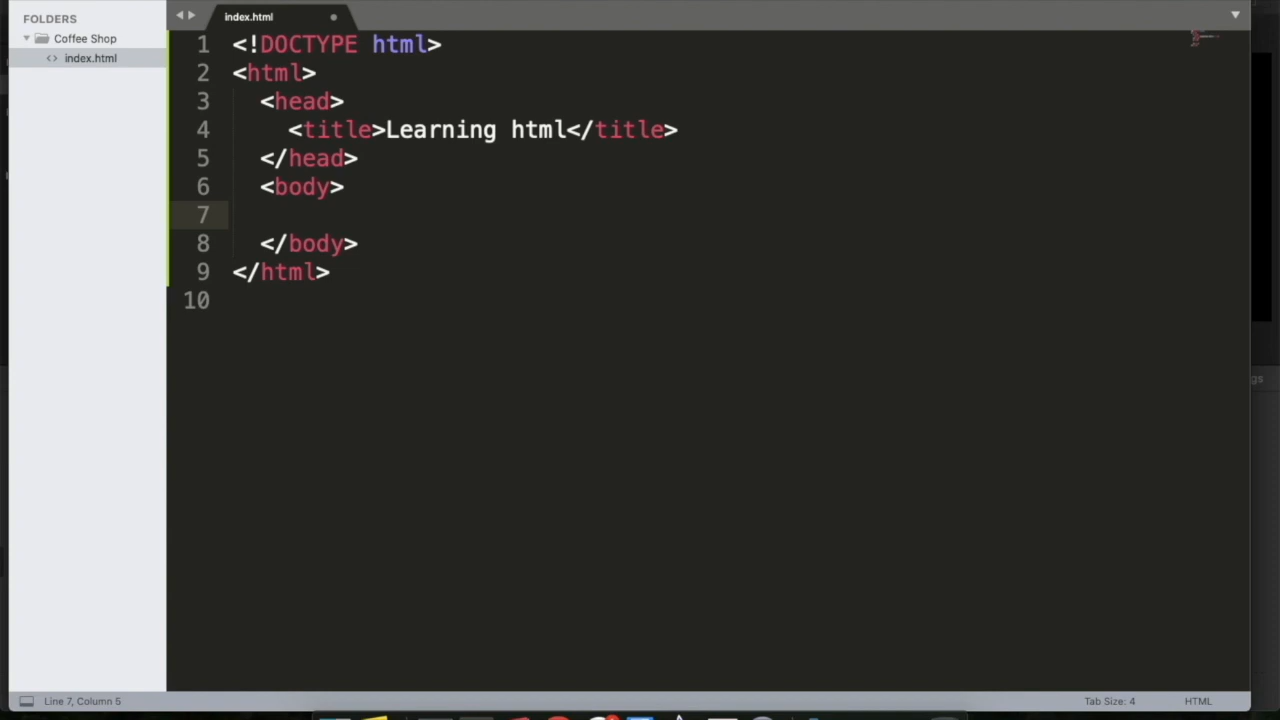 FOLDERS
Coffee Shop
<> index.html
index.html
1 <!DOCTYPE html>
2 <html>
3   <head>
4     <title>Learning html</title>
5   </head>
6   <body>
7
8   </body>
9 </html>
10
gs
Line 7, Column 5
Tab Size: 4
HTML